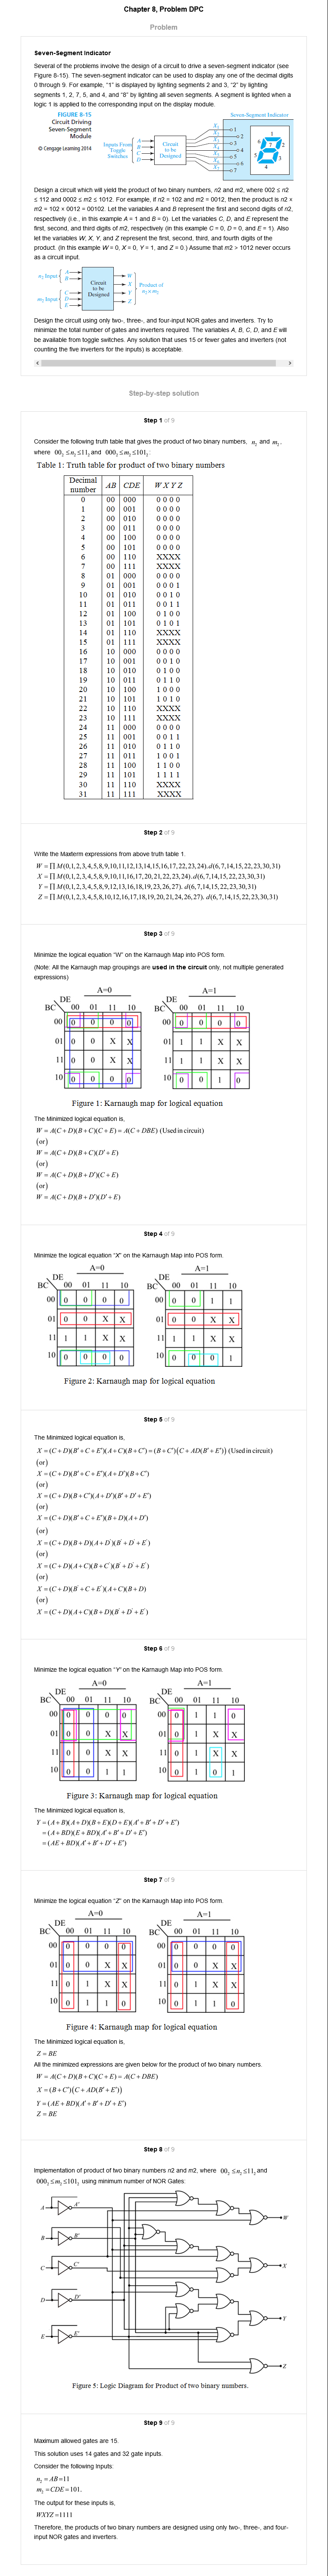 Chapter 8, Problem DPC
Problem
Seven-Segment Indicator
Several of the problems involve the design of a circuit to drive a seven-segment indicator (see
Figure 8-15). The seven-segment indicator can be used to display any one of the decimal digits
0 through 9. For example, "1" is displayed by lighting segments 2 and 3, "2" by lighting
segments 1, 2, 7, 5, and 4, and "8" by lighting all seven segments. A segment is lighted when a
logic 1 is applied to the corresponding input on the display module.
FIGURE 8-15
Circuit Driving
Seven-Segment
Module
© Cengage Learning 2014
Inputs From
Toggle
Switches
A
B
C
D
Circuit
to be
Designed
X₁
X₂
X₃
X₄
X₅
X₆
X₇
Seven-Segment Indicator
1
2
3
4
5
6
7
Design a circuit which will yield the product of two binary numbers, n2 and m2, where 002 ≤ n2
≤ 112 and 0002 ≤ m2 ≤ 1012. For example, if n2 = 102 and m2 = 0012, then the product is n2 ×
m2 = 102 × 0012 = 00102. Let the variables A and B represent the first and second digits of n2,
respectively (i.e., in this example A = 1 and B = 0). Let the variables C, D, and E represent the
first, second, and third digits of m2, respectively (in this example C = 0, D = 0, and E = 1). Also
let the variables W, X, Y, and Z represent the first, second, third, and fourth digits of the
product. (In this example W = 0, X = 0, Y = 1, and Z = 0.) Assume that m2 > 1012 never occurs
as a circuit input.
n₂ Input
A
B
m₂ Input
C
D
E
Circuit
to be
Designed
W
X
Y
Z
Product of
n₂ x m₂
Design the circuit using only two-, three-, and four-input NOR gates and inverters. Try to
minimize the total number of gates and inverters required. The variables A, B, C, D, and E will
be available from toggle switches. Any solution that uses 15 or fewer gates and inverters (not
counting the five inverters for the inputs) is acceptable.
Step-by-step solution
Step 1 of 9
Consider the following truth table that gives the product of two binary numbers, n₂ and m₂,
where 00₂ ≤ n₂ ≤ 11₂ and 000₂ ≤ m₂ ≤ 101₂:
Table 1: Truth table for product of two binary numbers
Decimal number AB CDE W X Y Z
0 00 000 0 0 0 0
1 00 001 0 0 0 0
2 00 010 0 0 0 0
3 00 011 0 0 0 0
4 00 100 0 0 0 0
5 00 101 0 0 0 0
6 00 110 XXXX
7 00 111 XXXX
8 01 000 0 0 0 0
9 01 001 0 0 0 1
10 01 010 0 0 1 0
11 01 011 0 0 1 1
12 01 100 0 1 0 0
13 01 101 0 1 0 1
14 01 110 XXXX
15 01 111 XXXX
16 10 000 0 0 0 0
17 10 001 0 0 1 0
18 10 010 0 1 0 0
19 10 011 0 1 1 0
20 10 100 1 0 0 0
21 10 101 1 0 1 0
22 10 110 XXXX
23 10 111 XXXX
24 11 000 0 0 0 0
25 11 001 0 0 1 1
26 11 010 0 1 1 0
27 11 011 1 0 0 1
28 11 100 1 1 0 0
29 11 101 1 1 1 1
30 11 110 XXXX
31 11 111 XXXX
Step 2 of 9
Write the Maxterm expressions from above truth table 1.
W = ∏ M(0,1,2,3,4,5,8,9,10,11,12,13,14,15,16,17,22,23,24).d(6,7,14,15,22,23,30,31)
X = ∏ M(0,1,2,3,4,5,8,9,10,11,16,17,20,21,22,23,24).d(6,7,14,15,22,23,30,31)
Y = ∏ M(0,1,2,3,4,5,8,9,12,13,16,18,19,23,26,27). d(6,7,14,15,22,23,30,31)
Z = ∏ M(0,1,2,3,4,5,8,10,12,16,17,18,19,20,21,24,26,27). d(6,7,14,15,22,23,30,31)
Step 3 of 9
Minimize the logical equation "W" on the Karnaugh Map into POS form.
(Note: All the Karnaugh map groupings are used in the circuit only, not multiple generated
expressions)
A=0
A=1
DE DE
BC 00 01 11 10 BC 00 01 11 10
00 0 0 0 0 00 0 0 0 0
01 0 0 X X 01 1 1 X X
11 0 0 X X 11 1 1 X X
10 0 0 0 0 10 0 0 1 0
Figure 1: Karnaugh map for logical equation
The Minimized logical equation is,
W = A(C + D)(B + C)(C + E) = A(C + DBE) (Used in circuit)
(or)
W = A(C + D)(B + C)(D' + E)
(or)
W = A(C + D)(B + D')(C + E)
(or)
W = A(C + D)(B + D')(D' + E)
Step 4 of 9
Minimize the logical equation "X" on the Karnaugh Map into POS form.
A=0
A=1
DE DE
BC 00 01 11 10 BC 00 01 11 10
00 0 0 0 0 00 0 0 1 1
01 0 0 X X 01 0 0 X X
11 1 1 X X 11 1 1 X X
10 0 0 0 0 10 0 0 0 1
Figure 2: Karnaugh map for logical equation
Step 5 of 9
The Minimized logical equation is,
X = (C + D)(B' + C + E')(A + C)(B + C') = (B + C')(C + AD(B' + E')) (Used in circuit)
(or)
X = (C + D)(B' + C + E')(A + D')(B + C')
(or)
X = (C + D)(B + C')(A + D')(B' + D' + E')
(or)
X = (C + D)(B' + C + E')(B + D)(A + D')
(or)
X = (C + D)(B + D)(A + D')(B' + D' + E')
(or)
X = (C + D)(A + C)(B + C')(B' + D' + E')
(or)
X = (C + D)(B' + C + E')(A + C)(B + D)
(or)
X = (C + D)(A + C)(B + D)(B' + D' + E')
Step 6 of 9
Minimize the logical equation "Y" on the Karnaugh Map into POS form.
A=0
A=1
DE DE
BC 00 01 11 10 BC 00 01 11 10
00 0 0 0 0 00 0 1 1 0
01 0 0 X X 01 0 1 X X
11 0 0 X X 11 0 1 X X
10 0 0 1 1 10 0 1 0 1
Figure 3: Karnaugh map for logical equation
The Minimized logical equation is,
Y = (A + B)(A + D)(B + E)(D + E)(A' + B' + D' + E')
= (A + BD)(E + BD)(A' + B' + D' + E')
= (AE + BD)(A' + B' + D' + E')
Step 7 of 9
Minimize the logical equation "Z" on the Karnaugh Map into POS form.
A=0
A=1
DE DE
BC 00 01 11 10 BC 00 01 11 10
00 0 0 0 0 00 0 0 0 0
01 0 0 X X 01 0 0 X X
11 0 1 X X 11 0 1 X X
10 0 1 1 0 10 0 1 1 0
Figure 4: Karnaugh map for logical equation
The Minimized logical equation is,
Z = BE
All the minimized expressions are given below for the product of two binary numbers.
W = A(C + D)(B + C)(C + E) = A(C + DBE)
X = (B + C')(C + AD(B' + E'))
Y = (AE + BD)(A' + B' + D' + E')
Z = BE
Step 8 of 9
Implementation of product of two binary numbers n2 and m2, where 00₂ ≤ n₂ ≤ 11₂ and
000₂ ≤ m₂ ≤ 101₂ using minimum number of NOR Gates:
A
A'
B
B'
C
C'
D
D'
E
E'
W
X
Y
Z
Figure 5: Logic Diagram for Product of two binary numbers.
Step 9 of 9
Maximum allowed gates are 15.
This solution uses 14 gates and 32 gate inputs.
Consider the following Inputs:
n₂ = AB = 11
m₂ = CDE = 101.
The output for these inputs is,
WXYZ = 1111
Therefore, the products of two binary numbers are designed using only two-, three-, and four-
input NOR gates and inverters.